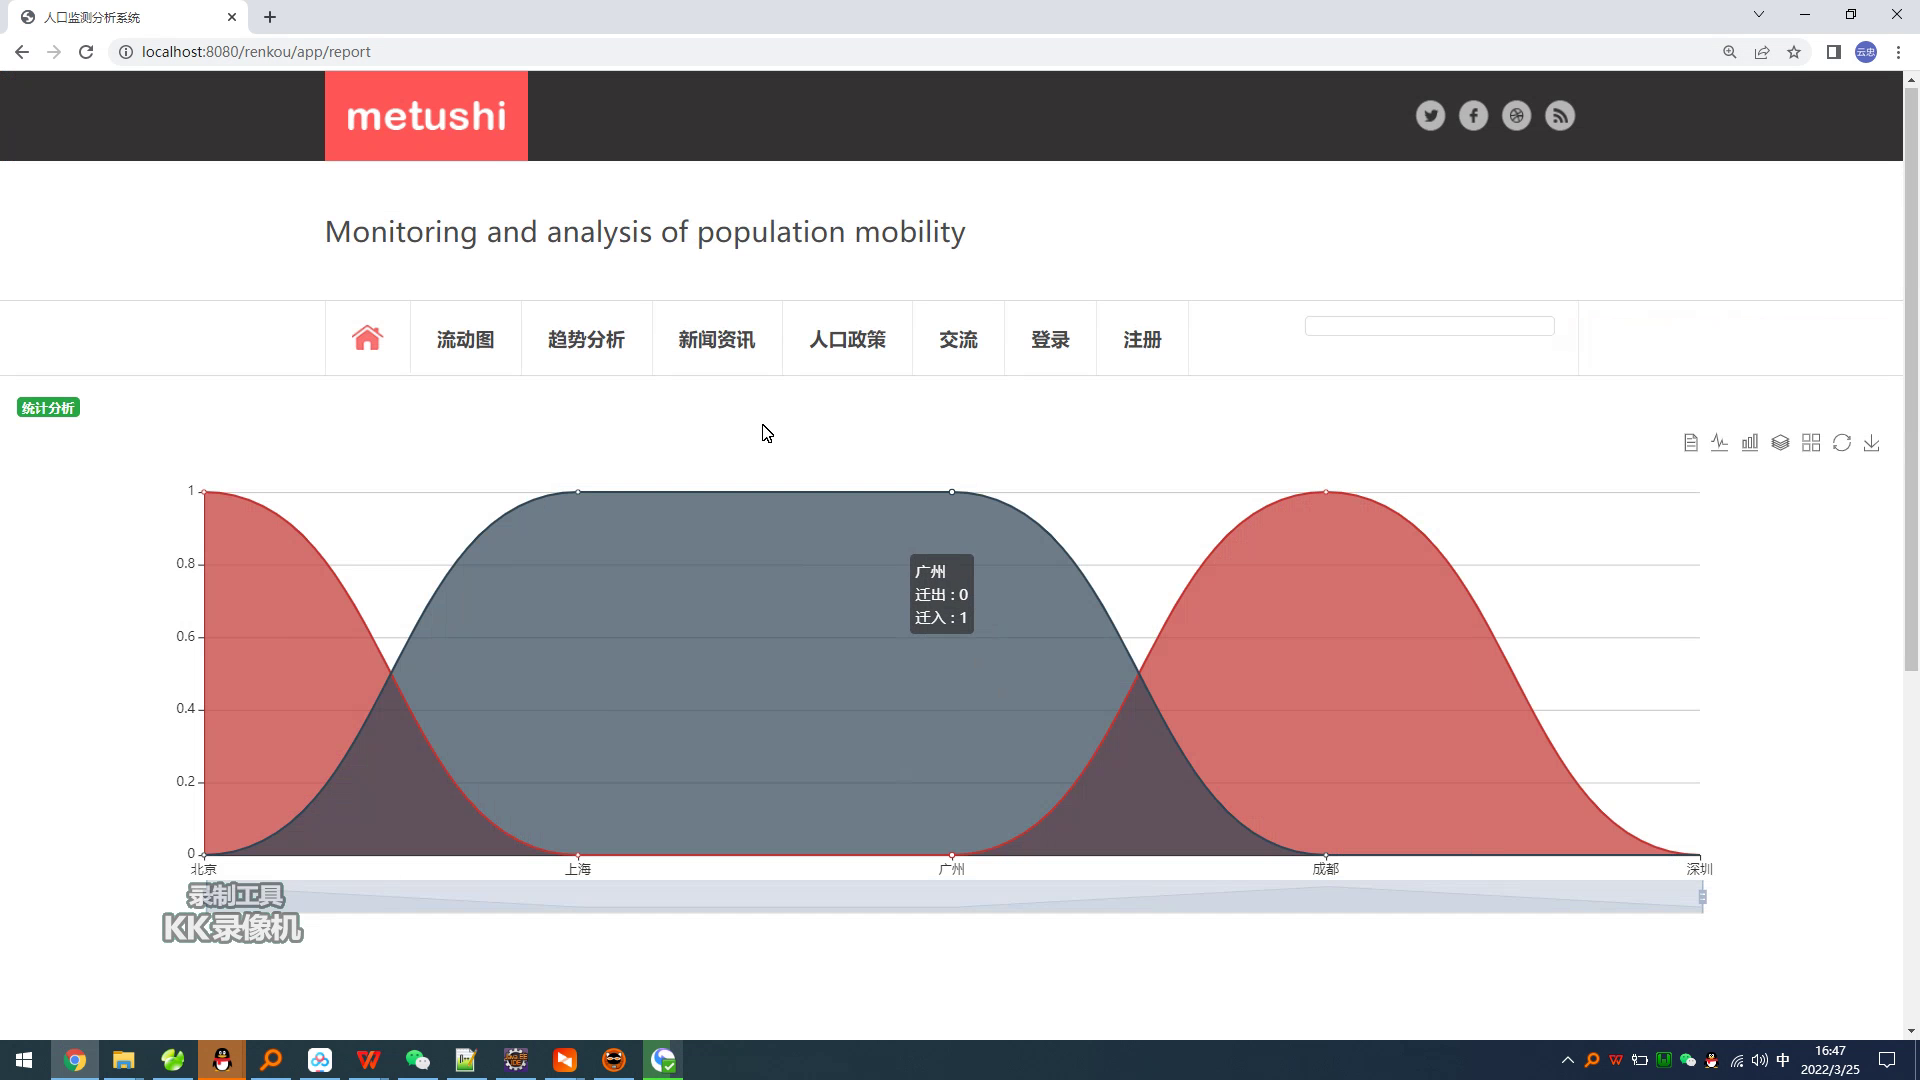 人口监测分析系统
localhost:8080/renkou/app/report
云忠
metushi
Monitoring and analysis of population mobility
流动图
趋势分析
新闻资讯
人口政策
交流
登录
注册
统计分析
1
0.8
0.6
0.4
0.2
0
广州
迁出 : 0
迁入 : 1
北京
上海
广州
成都
深圳
录制工具
KK录像机
中
16:47
2022/3/25